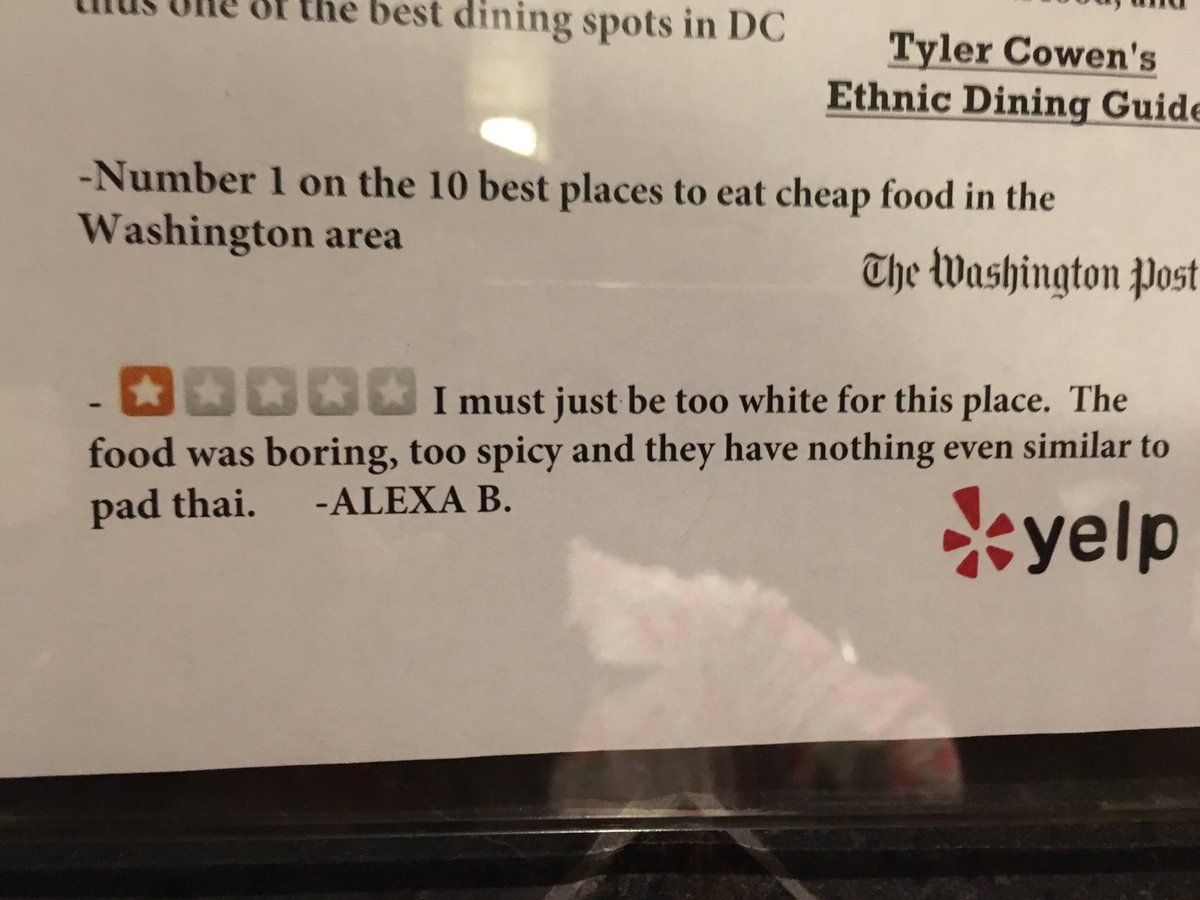 thus one of the best dining spots in DC
Tyler Cowen's
Ethnic Dining Guide
-Number 1 on the 10 best places to eat cheap food in the
Washington area
The Washington Post
- I must just be too white for this place. The
food was boring, too spicy and they have nothing even similar to
pad thai. -ALEXA B.
yelp